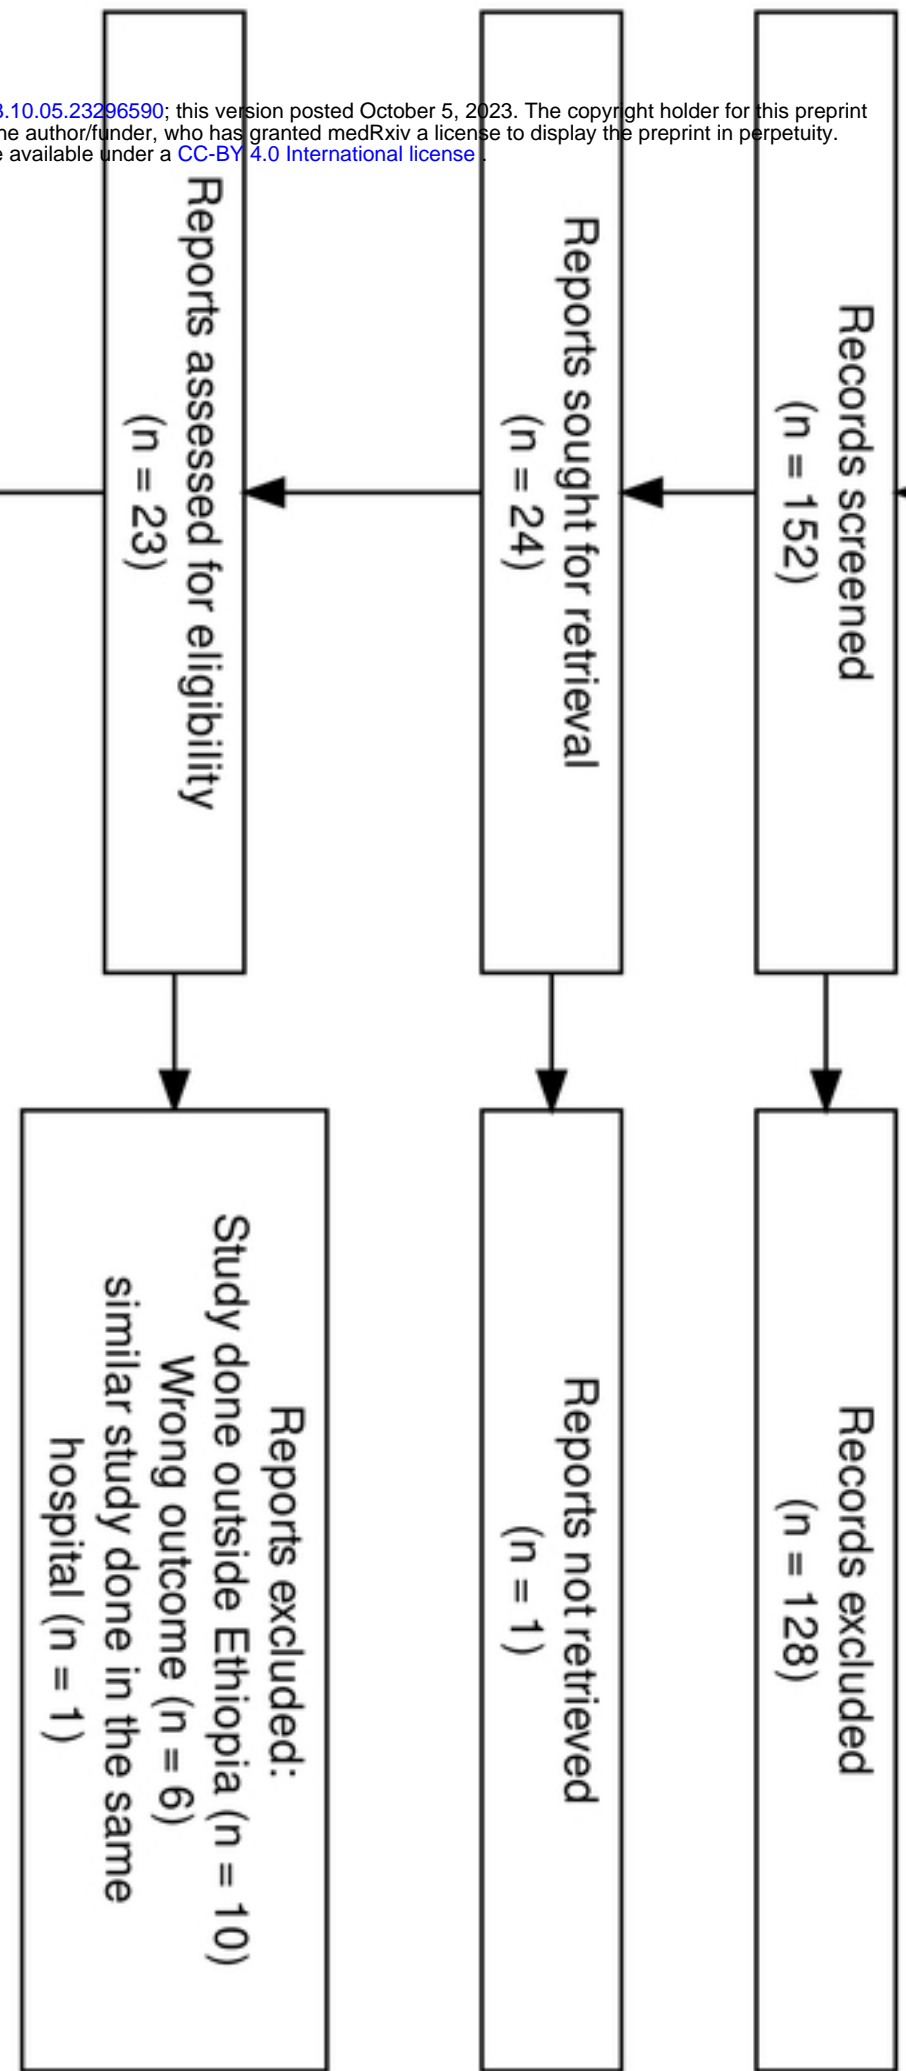 3.10.05.23296590; this version posted October 5, 2023. The copyright holder for this preprint
ne author/funder, who has granted medRxiv a license to display the preprint in perpetuity.
e available under a CC-BY 4.0 International license .
Records screened
(n = 152)
Records excluded
(n = 128)
Reports sought for retrieval
(n = 24)
Reports not retrieved
(n = 1)
Reports assessed for eligibility
(n = 23)
Reports excluded:
Study done outside Ethiopia (n = 10)
Wrong outcome (n = 6)
similar study done in the same
hospital (n = 1)